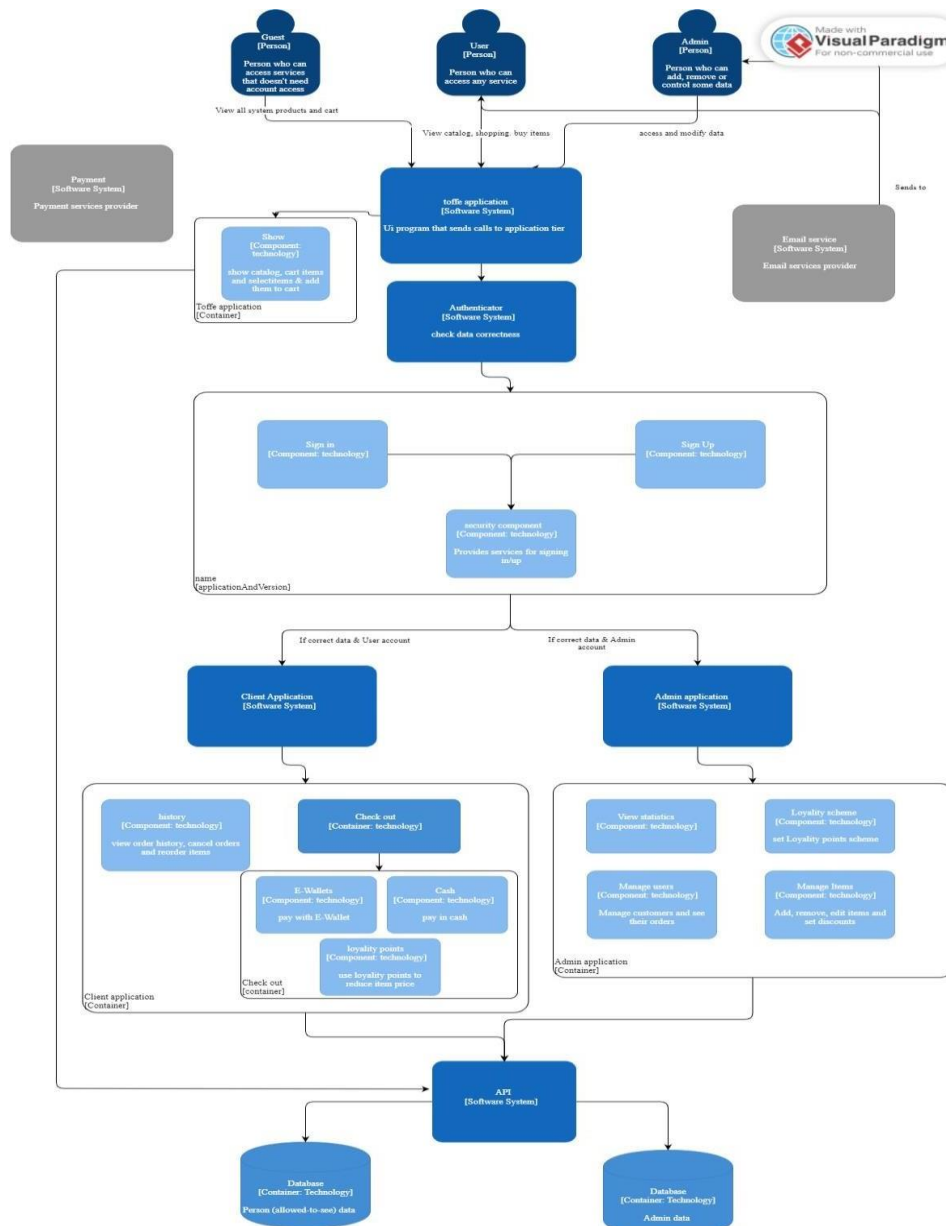 Guest
[Person]
Person who can
access services
that doesn't need
account access
User
[Person]
Person who can
access any service
Admin
[Person]
Person who can
add, remove or
control some data
Made with
Visual Paradigm
For non-commercial use
View all system products and cart
View catalog, shopping, buy items
access and modify data
Payment
[Software System]
Payment services provider
toffe application
[Software System]
Ui program that sends calls to application tier
Sends to
Email service
[Software System]
Email services provider
Show
[Component:
technology]
show catalog, cart items
and selectitems & add
them to cart
Toffe application
[Container]
Authenticator
[Software System]
check data correctness
Sign in
[Component: technology]
Sign Up
[Component: technology]
security component
[Component: technology]
Provides services for signing
in/up
name
[applicationAndVersion]
If correct data & User account
If correct data & Admin
account
Client Application
[Software System]
Admin application
[Software System]
history
[Component: technology]
view order history, cancel orders
and reorder items
Check out
[Container: technology]
E-Wallets
[Component: technology]
pay with E-Wallet
Cash
[Component: technology]
pay in cash
loyality points
[Component: technology]
use loyality points to
reduce item price
Check out
[container]
Client application
[Container]
View statistics
[Component: technology]
Loyality scheme
[Component: technology]
set Loyality points scheme
Manage users
[Component: technology]
Manage customers and see
their orders
Manage Items
[Component: technology]
Add, remove, edit items and
set discounts
Admin application
[Container]
API
[Software System]
Database
[Container: Technology]
Person (allowed-to-see) data
Database
[Container: Technology]
Admin data